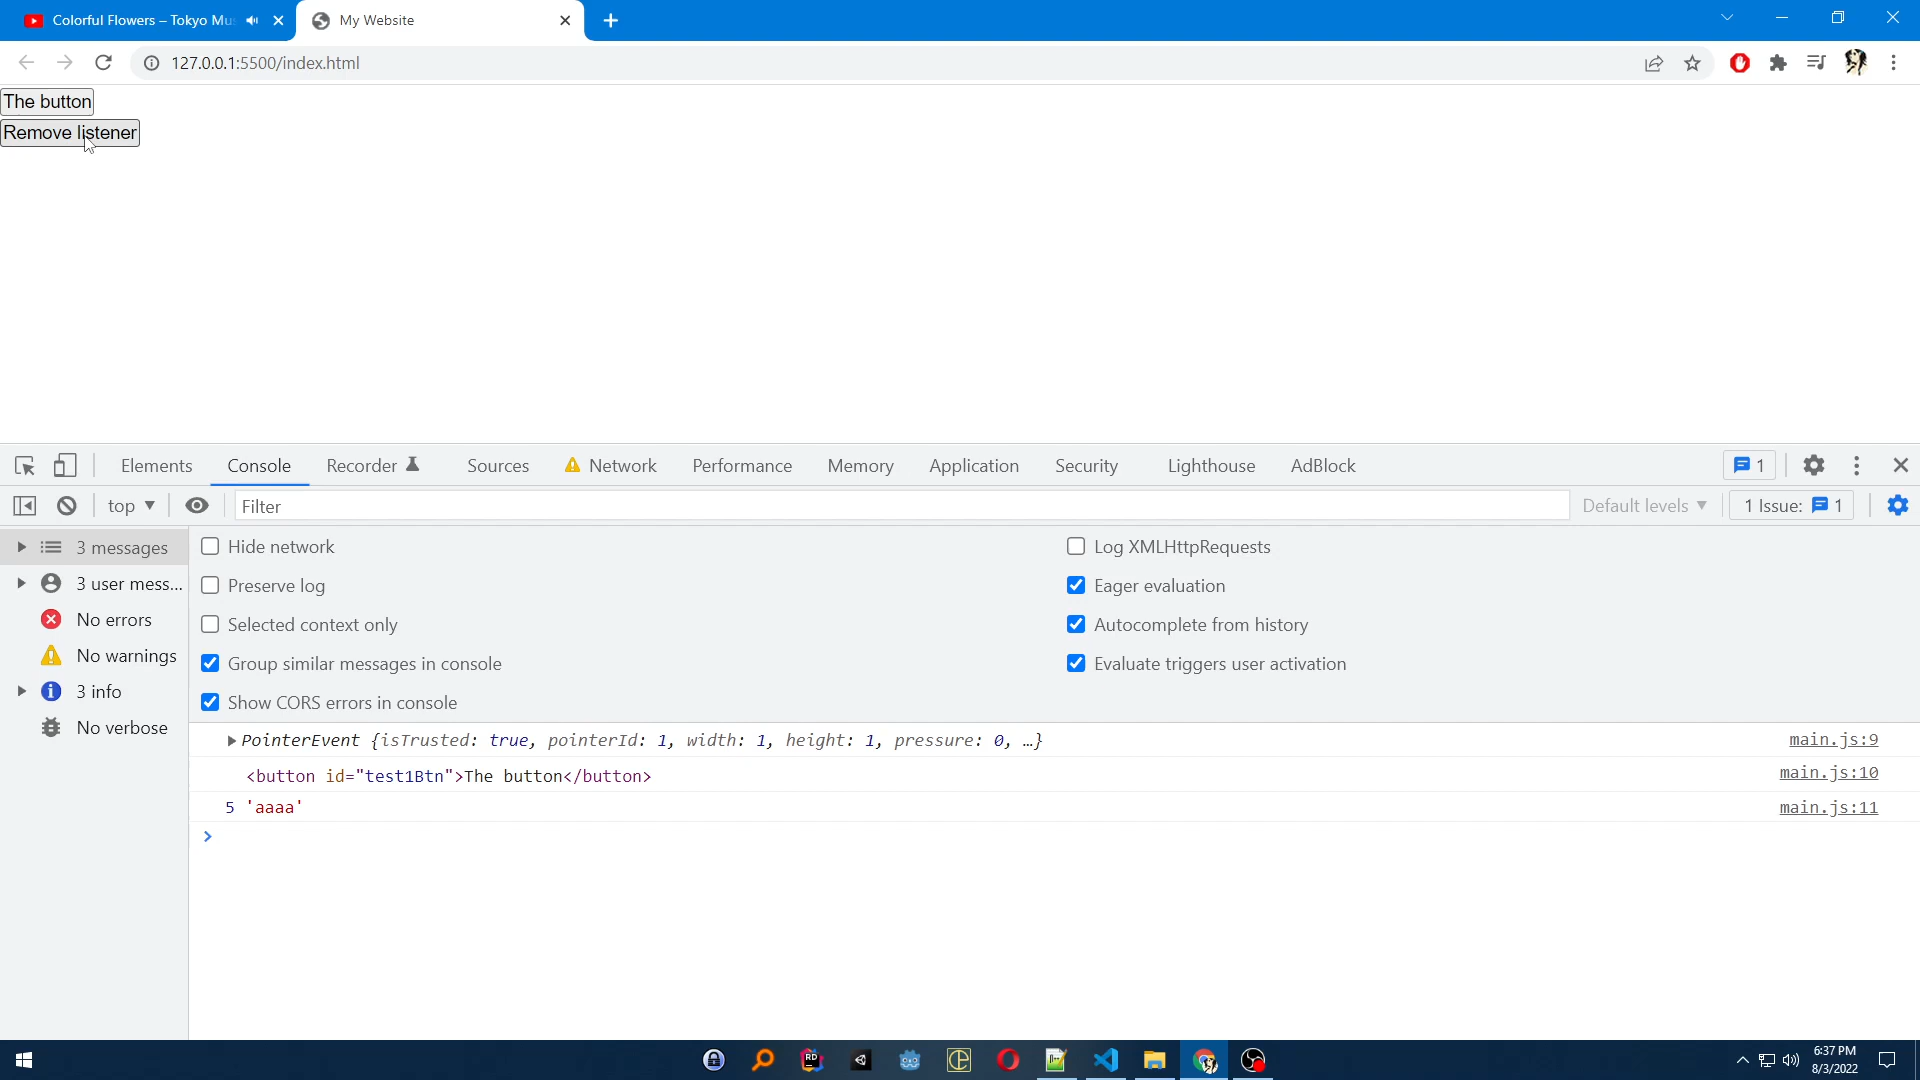 Colorful Flowers – Tokyo Mu
My Website
127.0.0.1:5500/index.html
The button
Remove listener
Elements
Console
Recorder
Sources
Network
Performance
Memory
Application
Security
Lighthouse
AdBlock
1
top
Filter
Default levels
1 Issue: 1
3 messages
3 user mess...
No errors
No warnings
3 info
No verbose
Hide network
Preserve log
Selected context only
Group similar messages in console
Show CORS errors in console
Log XMLHttpRequests
Eager evaluation
Autocomplete from history
Evaluate triggers user activation
PointerEvent {isTrusted: true, pointerId: 1, width: 1, height: 1, pressure: 0, …}
main.js:9
<button id="test1Btn">The button</button>
main.js:10
5 'aaaa'
main.js:11
6:37 PM
8/3/2022